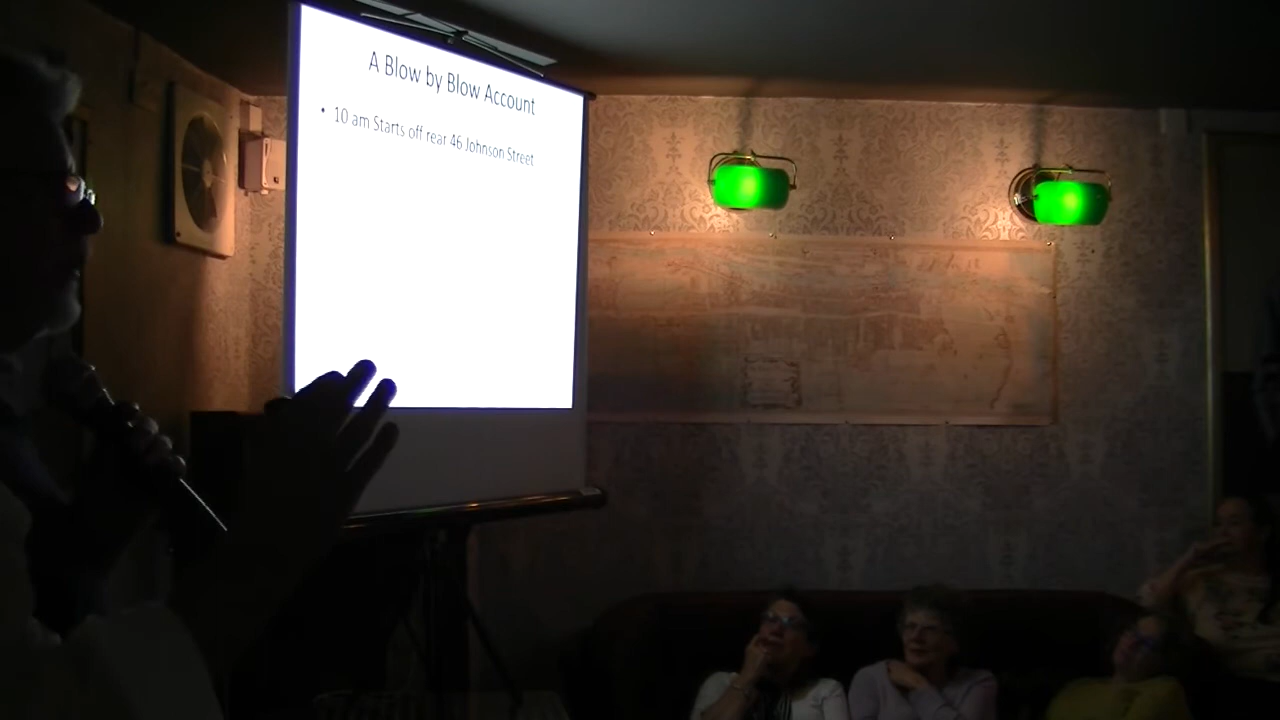 A Blow by Blow Account
• 10 am Starts off rear 46 Johnson Street